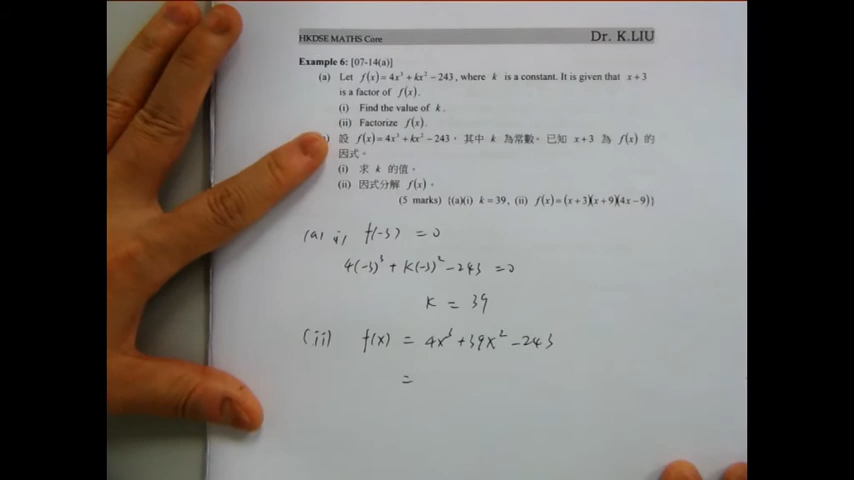 HKDSE MATHS Core Dr. K.LIU
Example 6: [07-14(a)]
(a) Let f(x) = 4x³ + kx² − 243, where k is a constant. It is given that x + 3
is a factor of f(x).
(i) Find the value of k.
(ii) Factorize f(x).
) 設 f(x) = 4x³ + kx² − 243，其中 k 為常數。已知 x + 3 為 f(x) 的
因式。
(i) 求 k 的值。
(ii) 因式分解 f(x)。
(5 marks) {(a)(i) k = 39, (ii) f(x) = (x + 3)(x + 9)(4x − 9)}
(a) i) f(-3) = 0
4(-3)³ + k(-3)² - 243 = 0
k = 39
(ii) f(x) = 4x³ + 39x² - 243
=